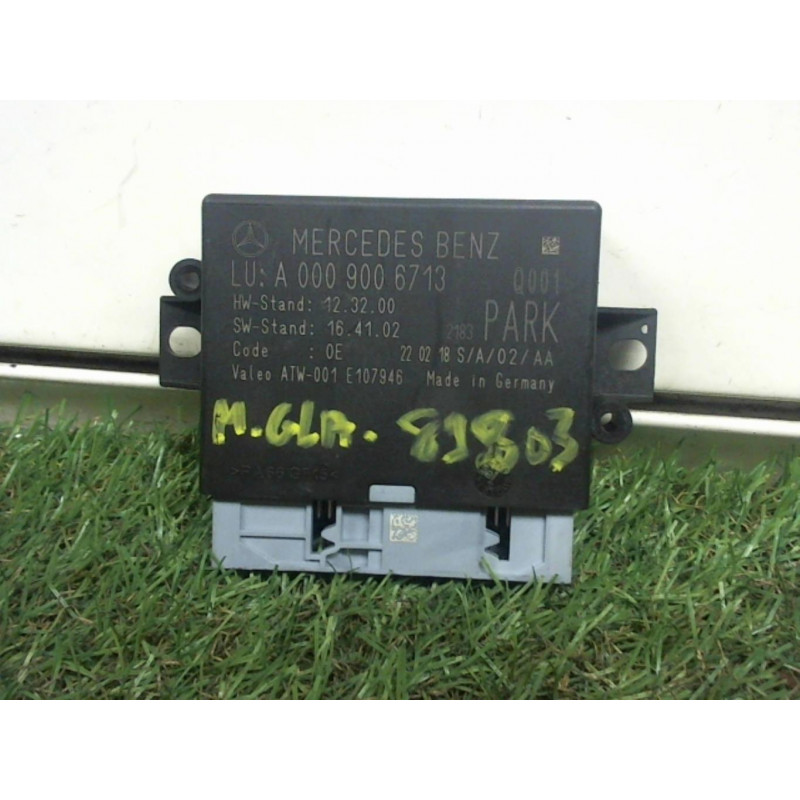 MERCEDES BENZ
LU: A 000 900 6713 Q001
HW-Stand: 12.32.00
SW-Stand: 16.41.02 2183 PARK
Code : 0E 22 02 18 S/A/02/AA
Valeo ATW-001 E107946 Made in Germany
M.GLA. 89803